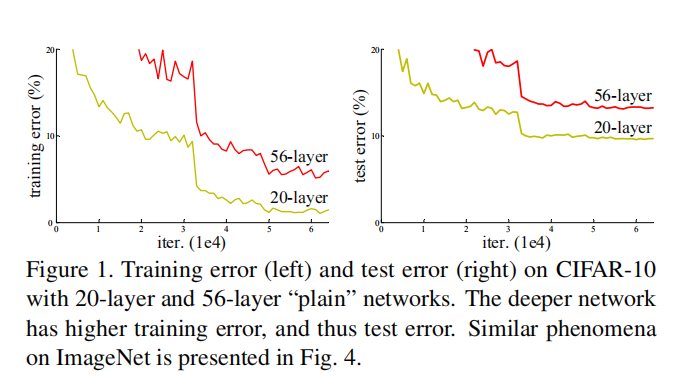 20
10
0
training error (%)
56-layer
20-layer
0 1 2 3 4 5 6
iter. (1e4)
20
10
0
test error (%)
56-layer
20-layer
0 1 2 3 4 5 6
iter. (1e4)
Figure 1. Training error (left) and test error (right) on CIFAR-10
with 20-layer and 56-layer “plain” networks. The deeper network
has higher training error, and thus test error. Similar phenomena
on ImageNet is presented in Fig. 4.